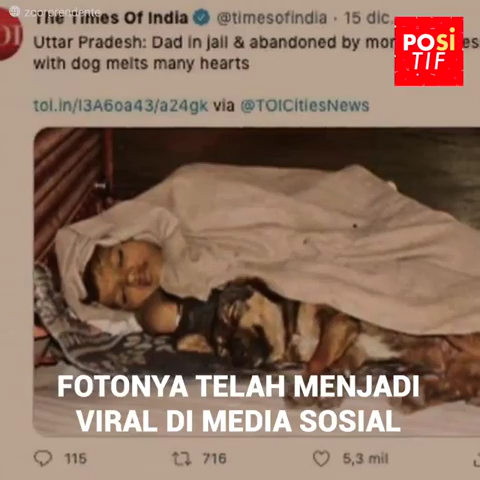 zoorprendente
The Times Of India @timesofindia · 15 dic.
Uttar Pradesh: Dad in jail & abandoned by
with dog melts many hearts
toi.in/I3A6oa43/a24gk via @TOICitiesNews
POSi
TIF
FOTONYA TELAH MENJADI
VIRAL DI MEDIA SOSIAL
115 716 5,3 mil